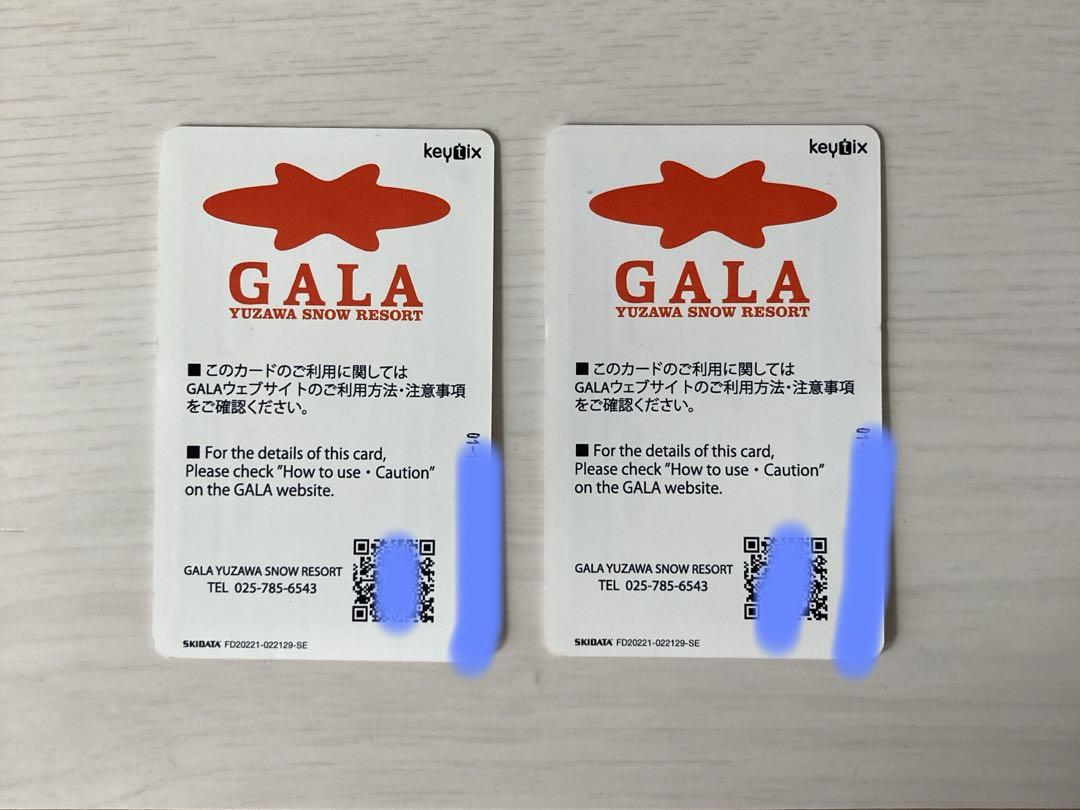 keytix
GALA
YUZAWA SNOW RESORT
■このカードのご利用に関しては
GALAウェブサイトのご利用方法・注意事項
をご確認ください。
■ For the details of this card,
Please check "How to use・Caution"
on the GALA website.
GALA YUZAWA SNOW RESORT
TEL 025-785-6543
SKIDATA FD20221-022129-SE
keytix
GALA
YUZAWA SNOW RESORT
■このカードのご利用に関しては
GALAウェブサイトのご利用方法・注意事項
をご確認ください。
■ For the details of this card,
Please check "How to use・Caution"
on the GALA website.
GALA YUZAWA SNOW RESORT
TEL 025-785-6543
SKIDATA FD20221-022129-SE